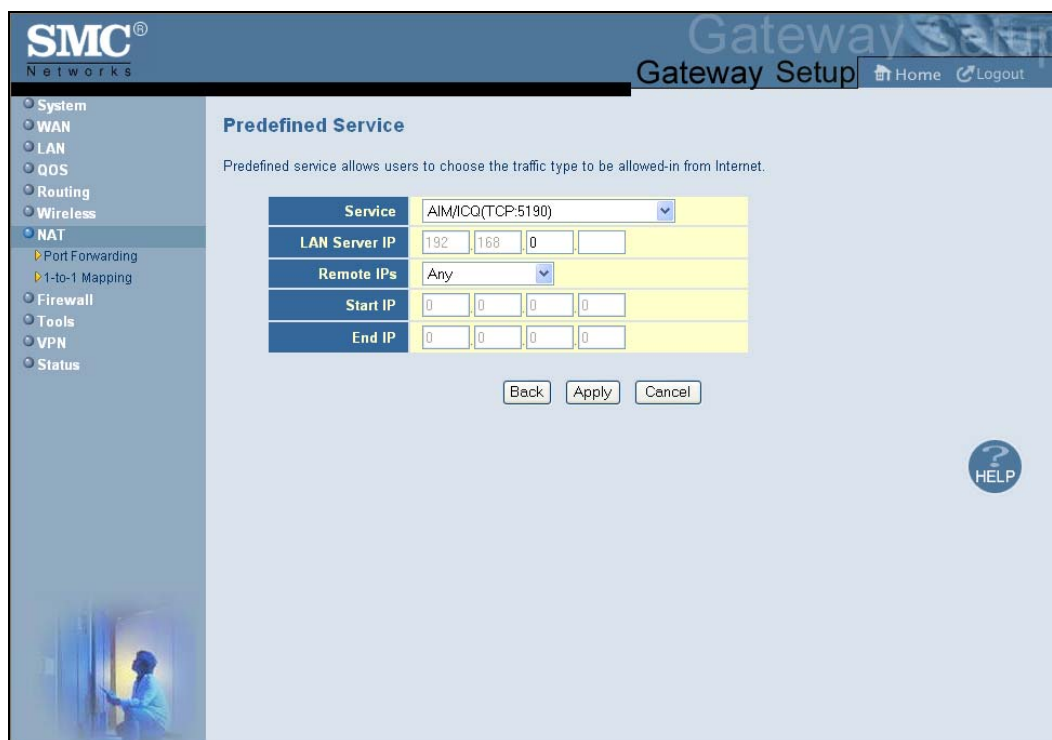 SMC®
Networks
Gateway Setup
Gateway Setup
Home
Logout
System
WAN
LAN
QOS
Routing
Wireless
NAT
Port Forwarding
1-to-1 Mapping
Firewall
Tools
VPN
Status
Predefined Service
Predefined service allows users to choose the traffic type to be allowed-in from Internet.
Service AIM/ICQ(TCP:5190)
LAN Server IP 192 . 168 . 0 .
Remote IPs Any
Start IP 0 . 0 . 0 . 0
End IP 0 . 0 . 0 . 0
Back Apply Cancel
?
HELP